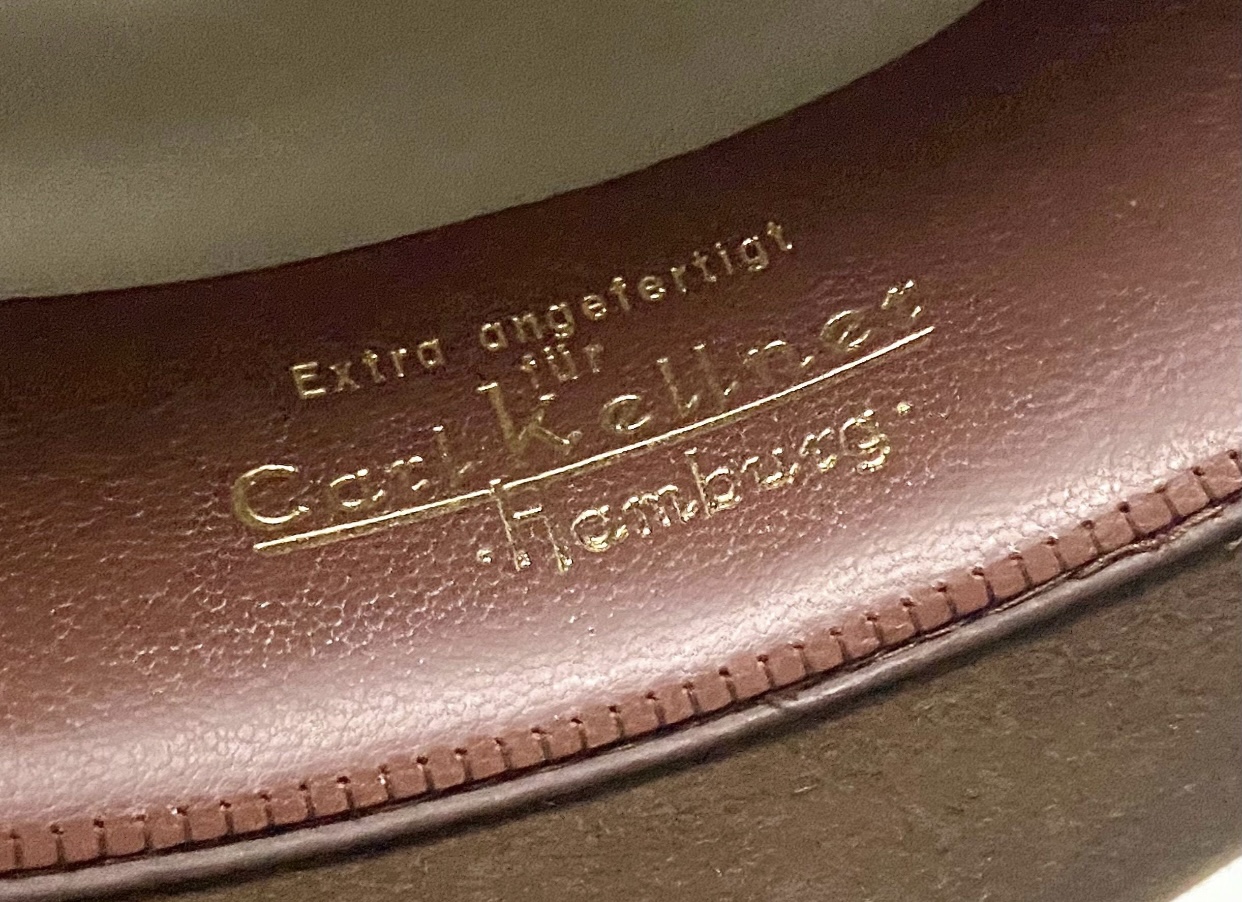 Extra angefertigt
für
Carl Kellner
·Hamburg·